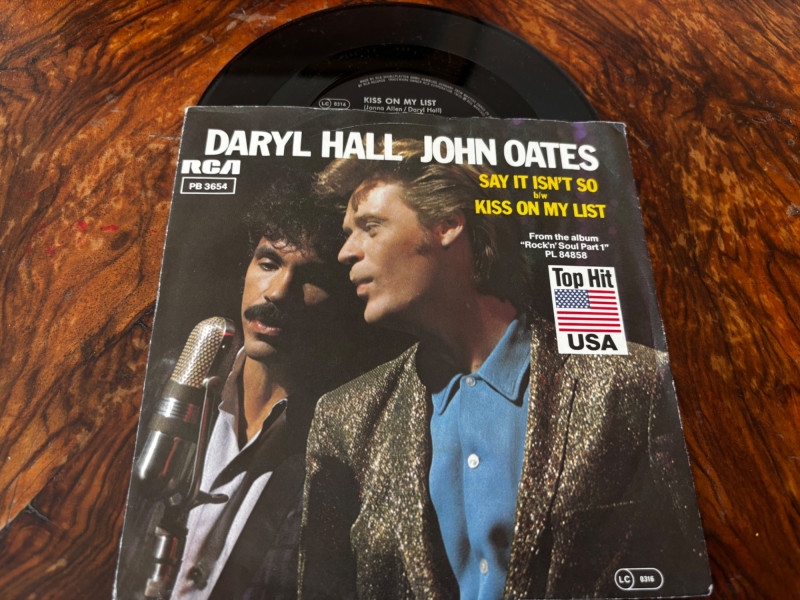 LC 0316
KISS ON MY LIST
(Janna Allen / Daryl Hall)
DARYL HALL JOHN OATES
RCA
PB 3654
SAY IT ISN'T SO
b/w
KISS ON MY LIST
From the album
"Rock'n' Soul Part 1"
PL 84858
Top Hit
USA
LC 0316